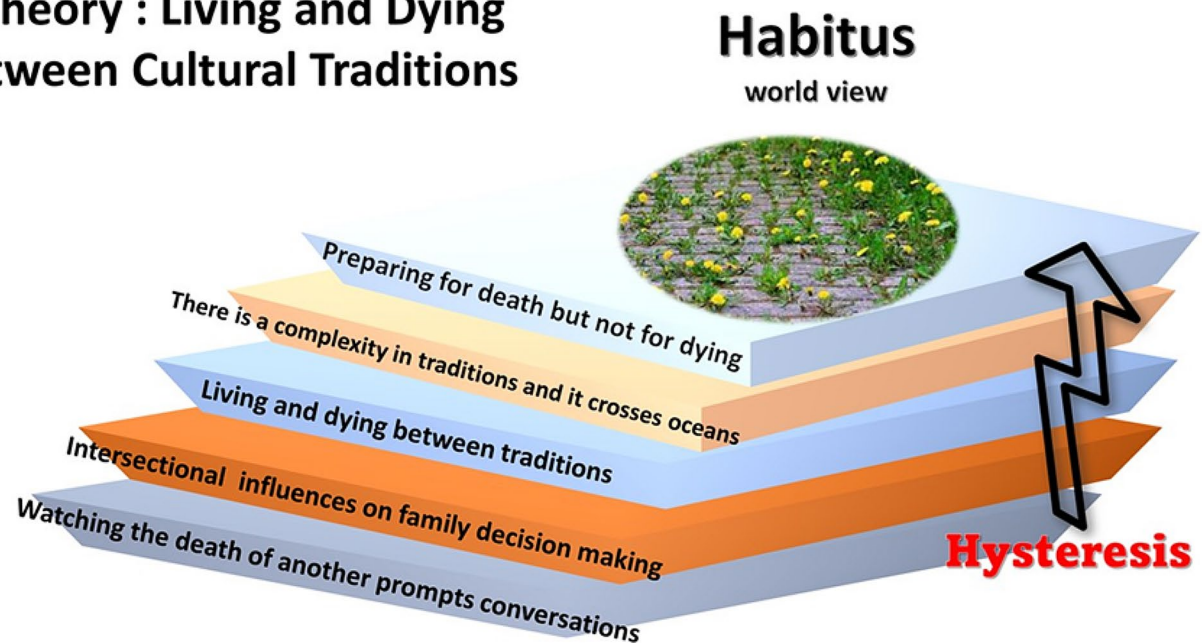 heory : Living and Dying
tween Cultural Traditions
Habitus
world view
Preparing for death but not for dying
There is a complexity in traditions and it crosses oceans
Living and dying between traditions
Intersectional influences on family decision making
Watching the death of another prompts conversations
Hysteresis